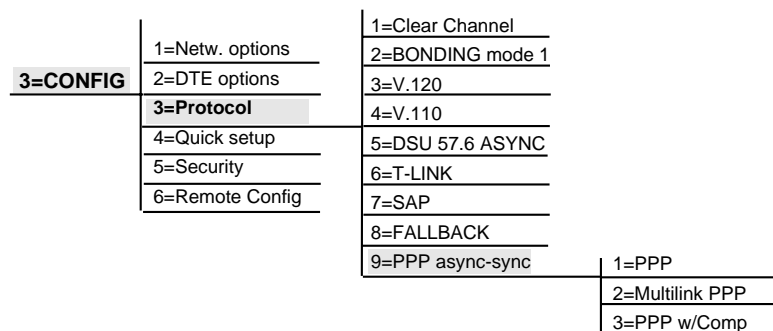 3=CONFIG
1=Netw. options
2=DTE options
3=Protocol
4=Quick setup
5=Security
6=Remote Config
1=Clear Channel
2=BONDING mode 1
3=V.120
4=V.110
5=DSU 57.6 ASYNC
6=T-LINK
7=SAP
8=FALLBACK
9=PPP async-sync
1=PPP
2=Multilink PPP
3=PPP w/Comp